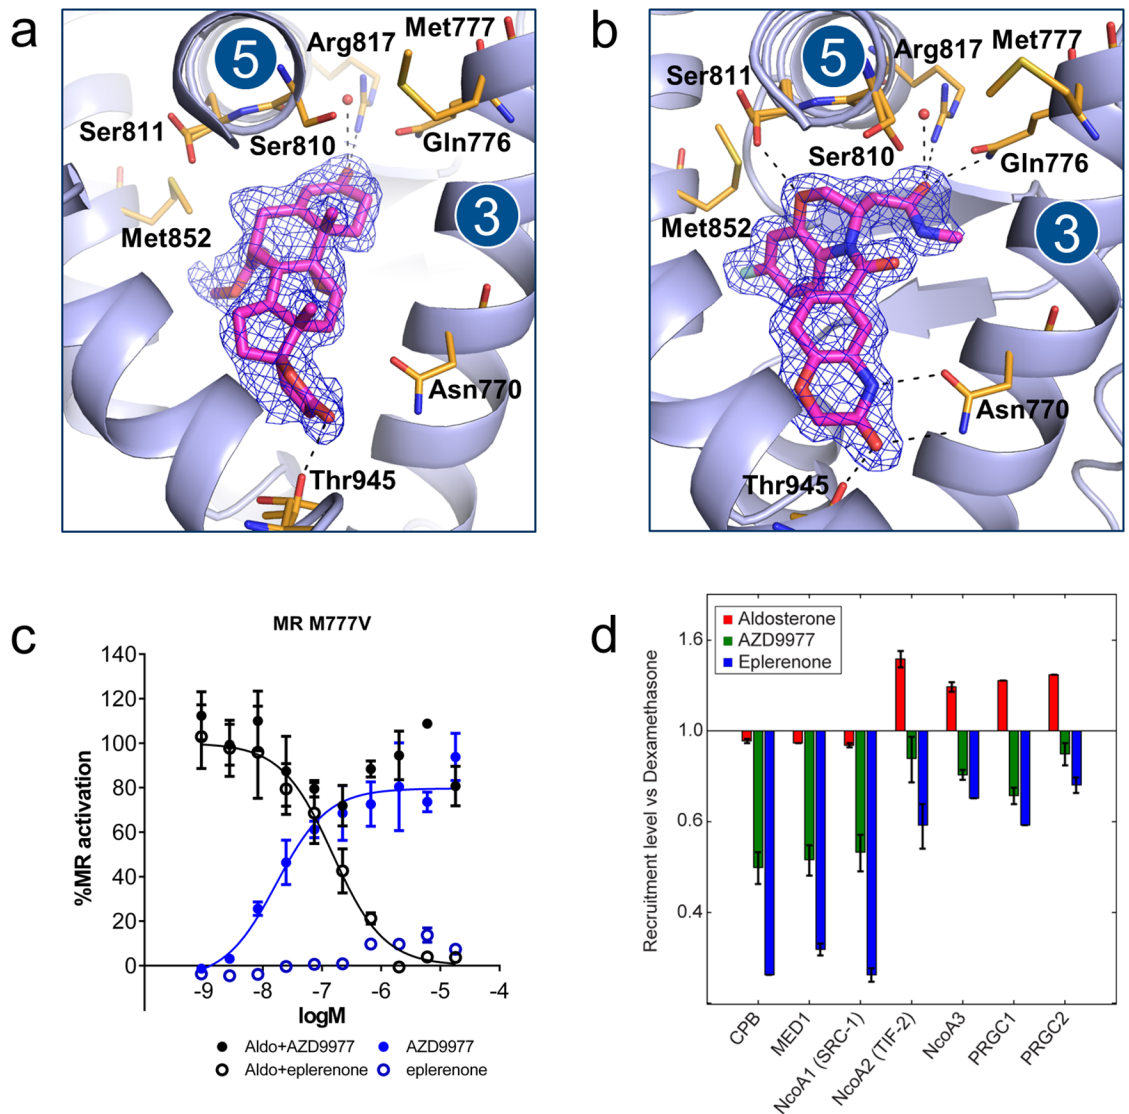 a
5
Arg817
Met777
Ser811
Ser810
Gln776
Met852
3
Asn770
Thr945
b
5
Arg817
Met777
Ser811
Ser810
Gln776
Met852
3
Asn770
Thr945
c
MR M777V
%MR activation
140
120
100
80
60
40
20
0
-9 -8 -7 -6 -5 -4
logM
Aldo+AZD9977 AZD9977
Aldo+eplerenone eplerenone
d
Aldosterone
AZD9977
Eplerenone
Recruitment level vs Dexamethasone
1.6
1.0
0.6
0.4
CPB
MED1
NcoA1 (SRC-1)
NcoA2 (TIF-2)
NcoA3
PRGC1
PRGC2